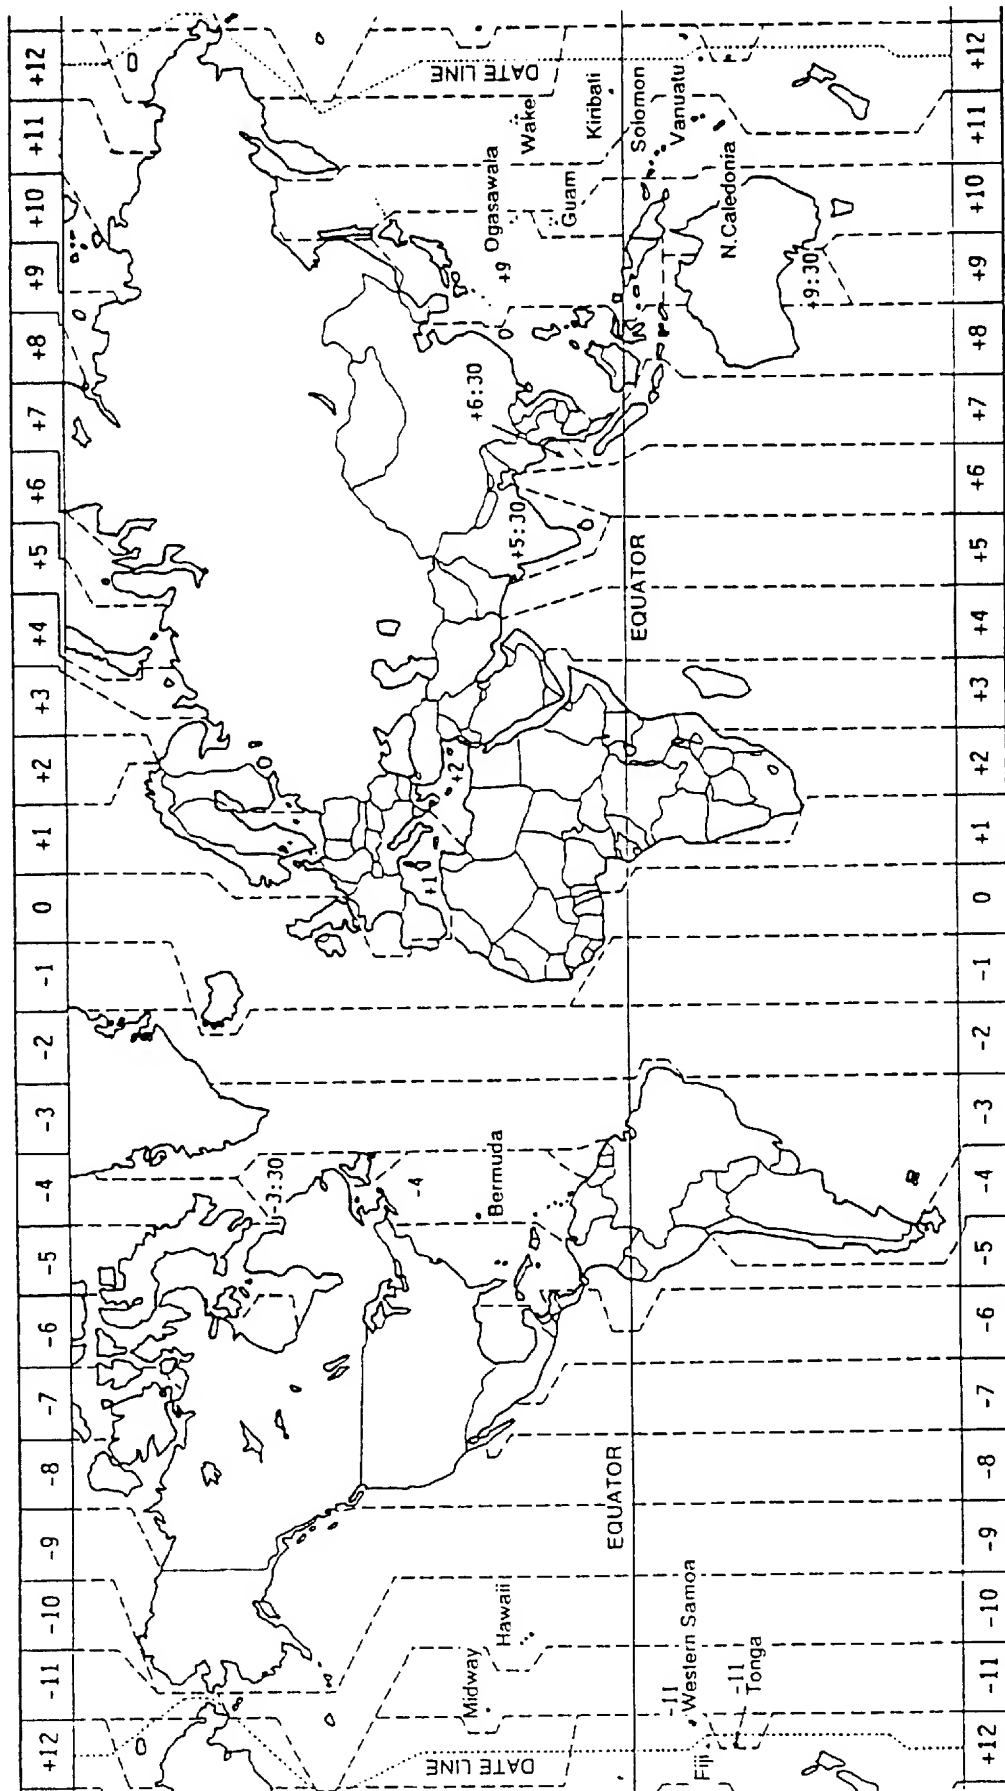 +12 -11 -10 -9 -8 -7 -6 -5 -4 -3 -2 -1 0 +1 +2 +3 +4 +5 +6 +7 +8 +9 +10 +11 +12
-3:30
-4
+1
+2
DATE LINE
DATE LINE
Midway
+6:30
Bermuda
Ogasawala
Hawaii
+9
+5:30
Wake
Guam
Kiribati
EQUATOR
EQUATOR
Solomon
-11
Vanuatu
Western Samoa
Fiji
N.Caledonia
-11
Tonga
+9:30
+12 -11 -10 -9 -8 -7 -6 -5 -4 -3 -2 -1 0 +1 +2 +3 +4 +5 +6 +7 +8 +9 +10 +11 +12